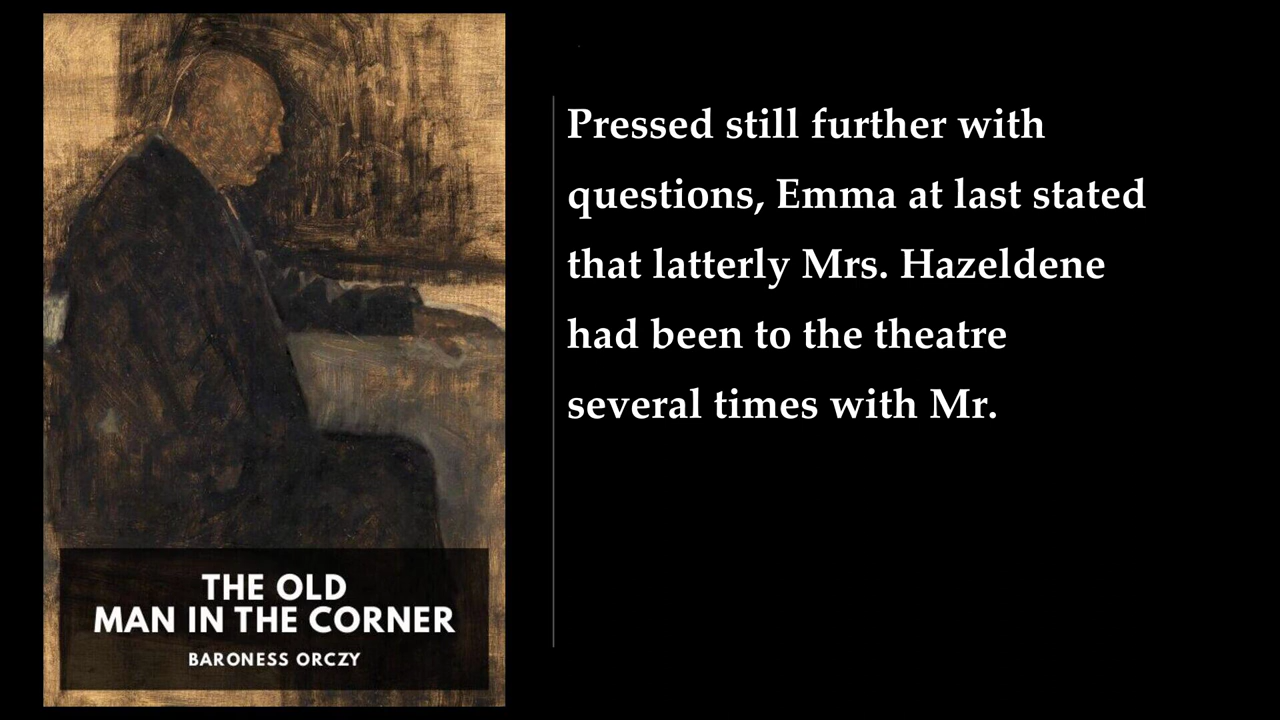 THE OLD
MAN IN THE CORNER
BARONESS ORCZY
Pressed still further with
questions, Emma at last stated
that latterly Mrs. Hazeldene
had been to the theatre
several times with Mr.